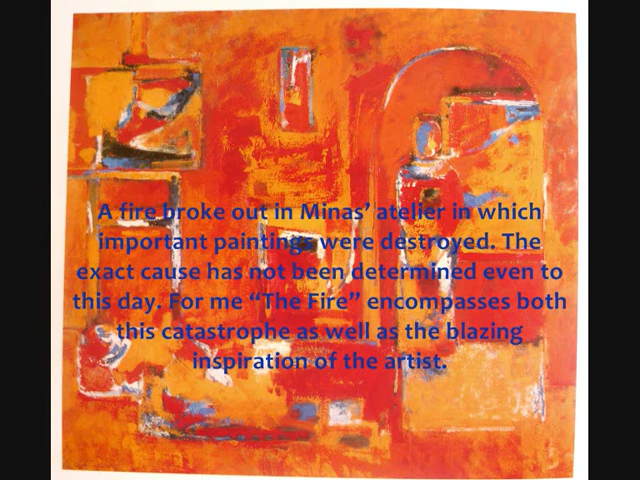 A fire broke out in Minas’ atelier in which
important paintings were destroyed. The
exact cause has not been determined even to
this day. For me “The Fire” encompasses both
this catastrophe as well as the blazing
inspiration of the artist.